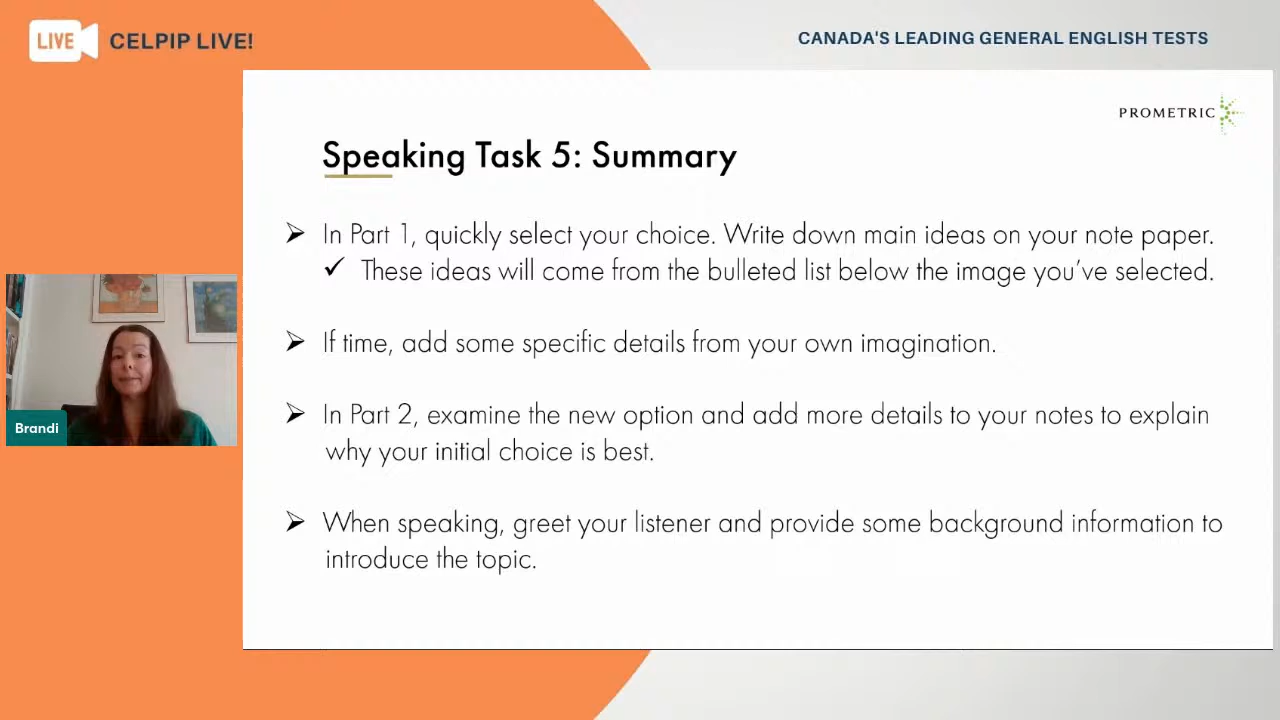 LIVE
CELPIP LIVE!
CANADA'S LEADING GENERAL ENGLISH TESTS
PROMETRIC
Speaking Task 5: Summary
➢ In Part 1, quickly select your choice. Write down main ideas on your note paper.
✓ These ideas will come from the bulleted list below the image you've selected.
➢ If time, add some specific details from your own imagination.
➢ In Part 2, examine the new option and add more details to your notes to explain
why your initial choice is best.
➢ When speaking, greet your listener and provide some background information to
introduce the topic.
Brandi